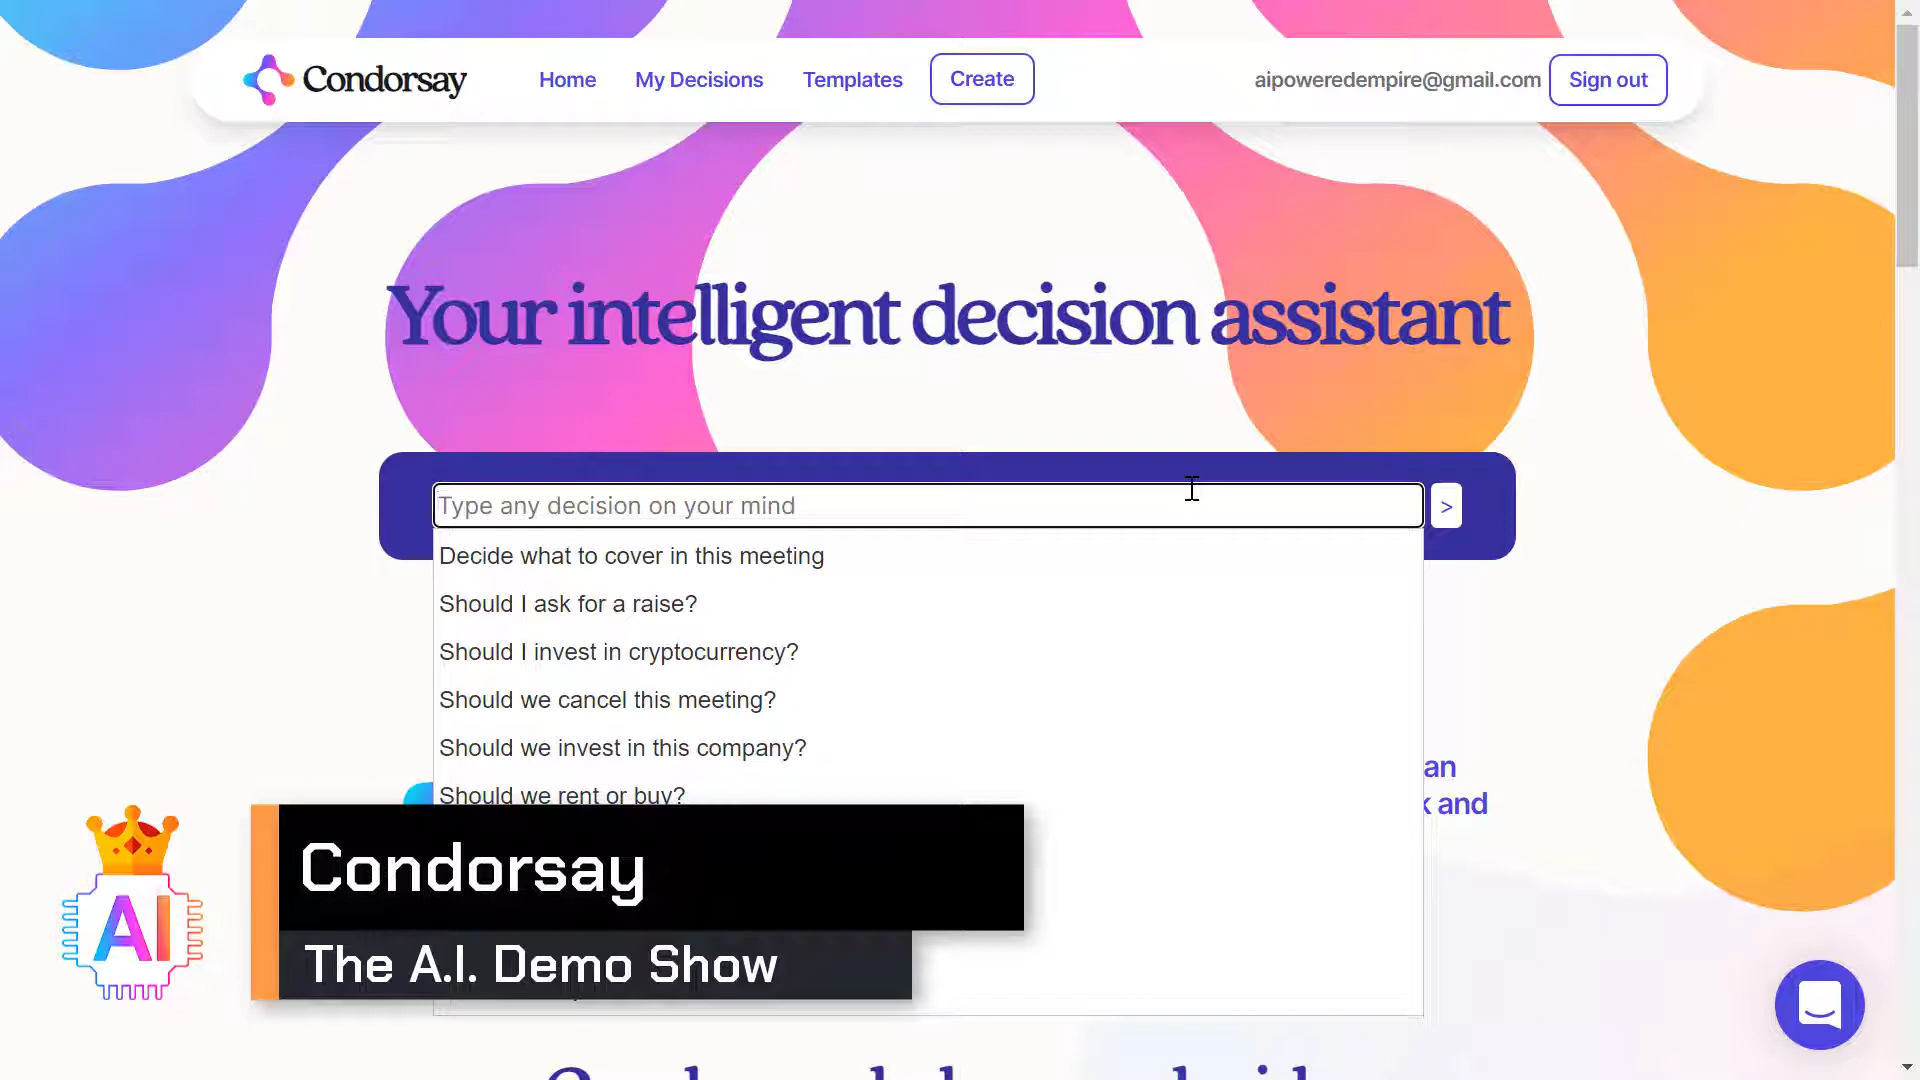 Condorsay
Home
My Decisions
Templates
Create
aipoweredempire@gmail.com
Sign out
Your intelligent decision assistant
Type any decision on your mind
>
Decide what to cover in this meeting
Should I ask for a raise?
Should I invest in cryptocurrency?
Should we cancel this meeting?
Should we invest in this company?
Should we rent or buy?
an
and
AI
Condorsay
The A.I. Demo Show